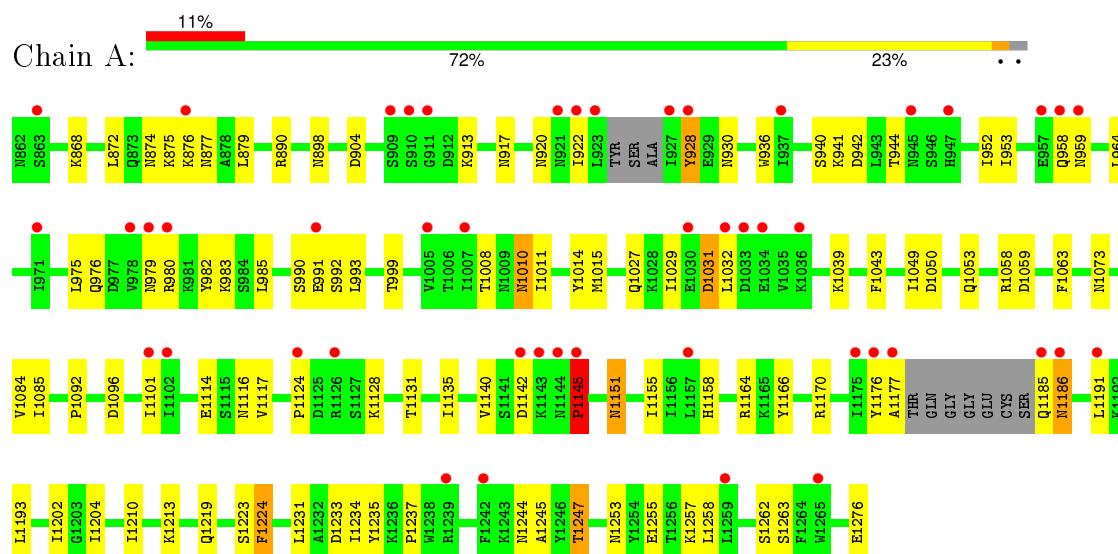 11%
Chain A:
72% 23% • •
N862 S863 K868 L872 Q873 N874 K875 K876 N877 A878 L879 R890 N898 D904 S909 S910 G911 D912 K913 N917 N920 N921 I922 L923 TYR SER ALA I927 Y928 E929 N930 W936 I937 S940 K941 D942 L943 T944 N945 S946 H947 I952 I953 E957 Q958 N959 L964
I971 L975 Q976 D977 V978 N979 R980 K981 Y982 K983 S984 L985 S990 E991 S992 L993 T999 V1005 T1006 I1007 T1008 N1009 N1010 I1011 Y1014 M1015 Q1027 K1028 I1029 E1030 D1031 L1032 D1033 E1034 V1035 K1036 K1039 F1043 I1049 D1050 Q1053 R1058 D1059 F1063 N1073
V1084 I1085 P1092 D1096 I1101 I1102 E1114 S1115 N1116 V1117 P1124 D1125 R1126 S1127 K1128 T1131 I1135 V1140 S1141 D1142 K1143 N1144 P1145 N1151 I1155 I1156 L1157 H1158 R1164 K1165 Y1166 R1170 I1175 Y1176 A1177 THR GLN GLY GLY GLU CYS SER Q1185 N1186 L1191 K1192
L1193 I1202 G1203 I1204 I1210 K1213 Q1219 S1223 F1224 L1231 A1232 D1233 I1234 Y1235 K1236 P1237 W1238 R1239 F1242 K1243 N1244 A1245 Y1246 T1247 N1253 Y1254 E1255 T1256 K1257 L1258 L1259 S1262 S1263 F1264 W1265 E1276